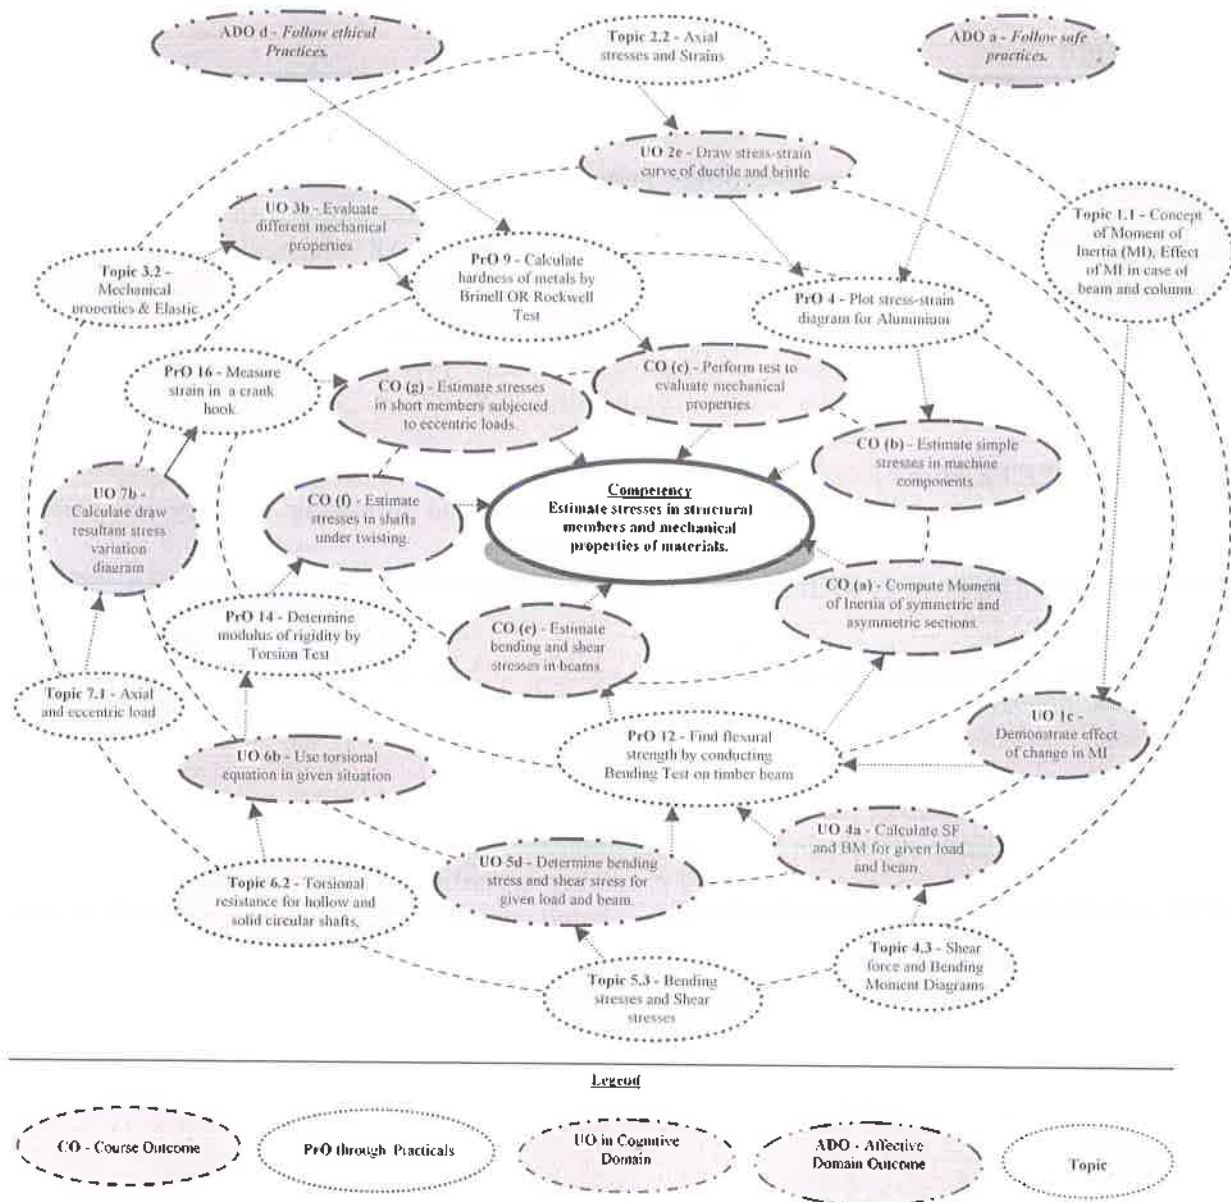 ADO d - Follow ethical
Practices.
Topic 2.2 - Axial
stresses and Strains
ADO a - Follow safe
practices.
UO 2e - Draw stress-strain
curve of ductile and brittle
UO 3b - Evaluate
different mechanical
properties
Topic 1.1 - Concept
of Moment of
Inertia (MI), Effect
of MI in case of
beam and column.
Topic 3.2 -
Mechanical
properties & Elastic
PrO 9 - Calculate
hardness of metals by
Brinell OR Rockwell
Test
PrO 4 - Plot stress-strain
diagram for Aluminium
PrO 16 - Measure
strain in a crank
hook.
CO (g) - Estimate stresses
in short members subjected
to eccentric loads.
CO (c) - Perform test to
evaluate mechanical
properties.
CO (b) - Estimate simple
stresses in machine
components
UO 7b -
Calculate draw
resultant stress
variation
diagram
CO (f) - Estimate
stresses in shafts
under twisting.
Competency
Estimate stresses in structural
members and mechanical
properties of materials.
CO (a) - Compute Moment
of Inertia of symmetric and
asymmetric sections.
PrO 14 - Determine
modulus of rigidity by
Torsion Test
CO (e) - Estimate
bending and shear
stresses in beams.
Topic 7.1 - Axial
and eccentric load
UO 6b - Use torsional
equation in given situation
PrO 12 - Find flexural
strength by conducting
Bending Test on timber beam
UO 1c -
Demonstrate effect
of change in MI
UO 4a - Calculate SF
and BM for given load
and beam.
UO 5d - Determine bending
stress and shear stress for
given load and beam.
Topic 6.2 - Torsional
resistance for hollow and
solid circular shafts,
Topic 4.3 - Shear
force and Bending
Moment Diagrams
Topic 5.3 - Bending
stresses and Shear
stresses
Legend
CO - Course Outcome
PrO through Practicals
UO in Cognitive
Domain
ADO - Affective
Domain Outcome
Topic